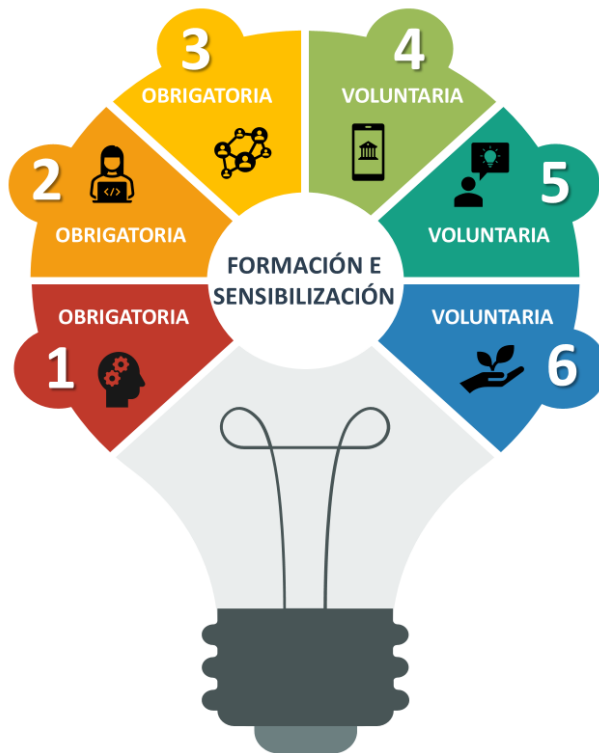 FORMACIÓN E
SENSIBILIZACIÓN
1
OBRIGATORIA
2
OBRIGATORIA
3
OBRIGATORIA
4
VOLUNTARIA
5
VOLUNTARIA
6
VOLUNTARIA
</>